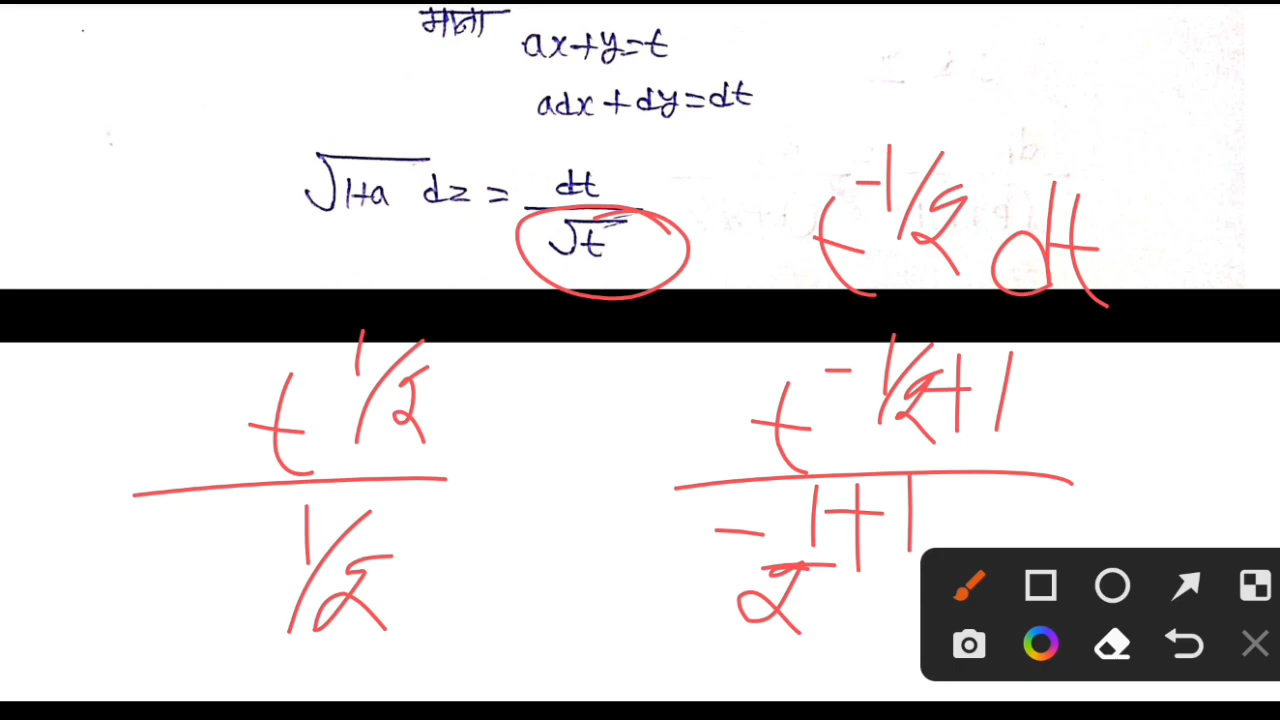 माना
ax+y=t
adx+dy=dt
√1+a dz = dt/√t
t^-1/2 dt
t^1/2 / 1/2
t^-1/2+1 / -1/2+1